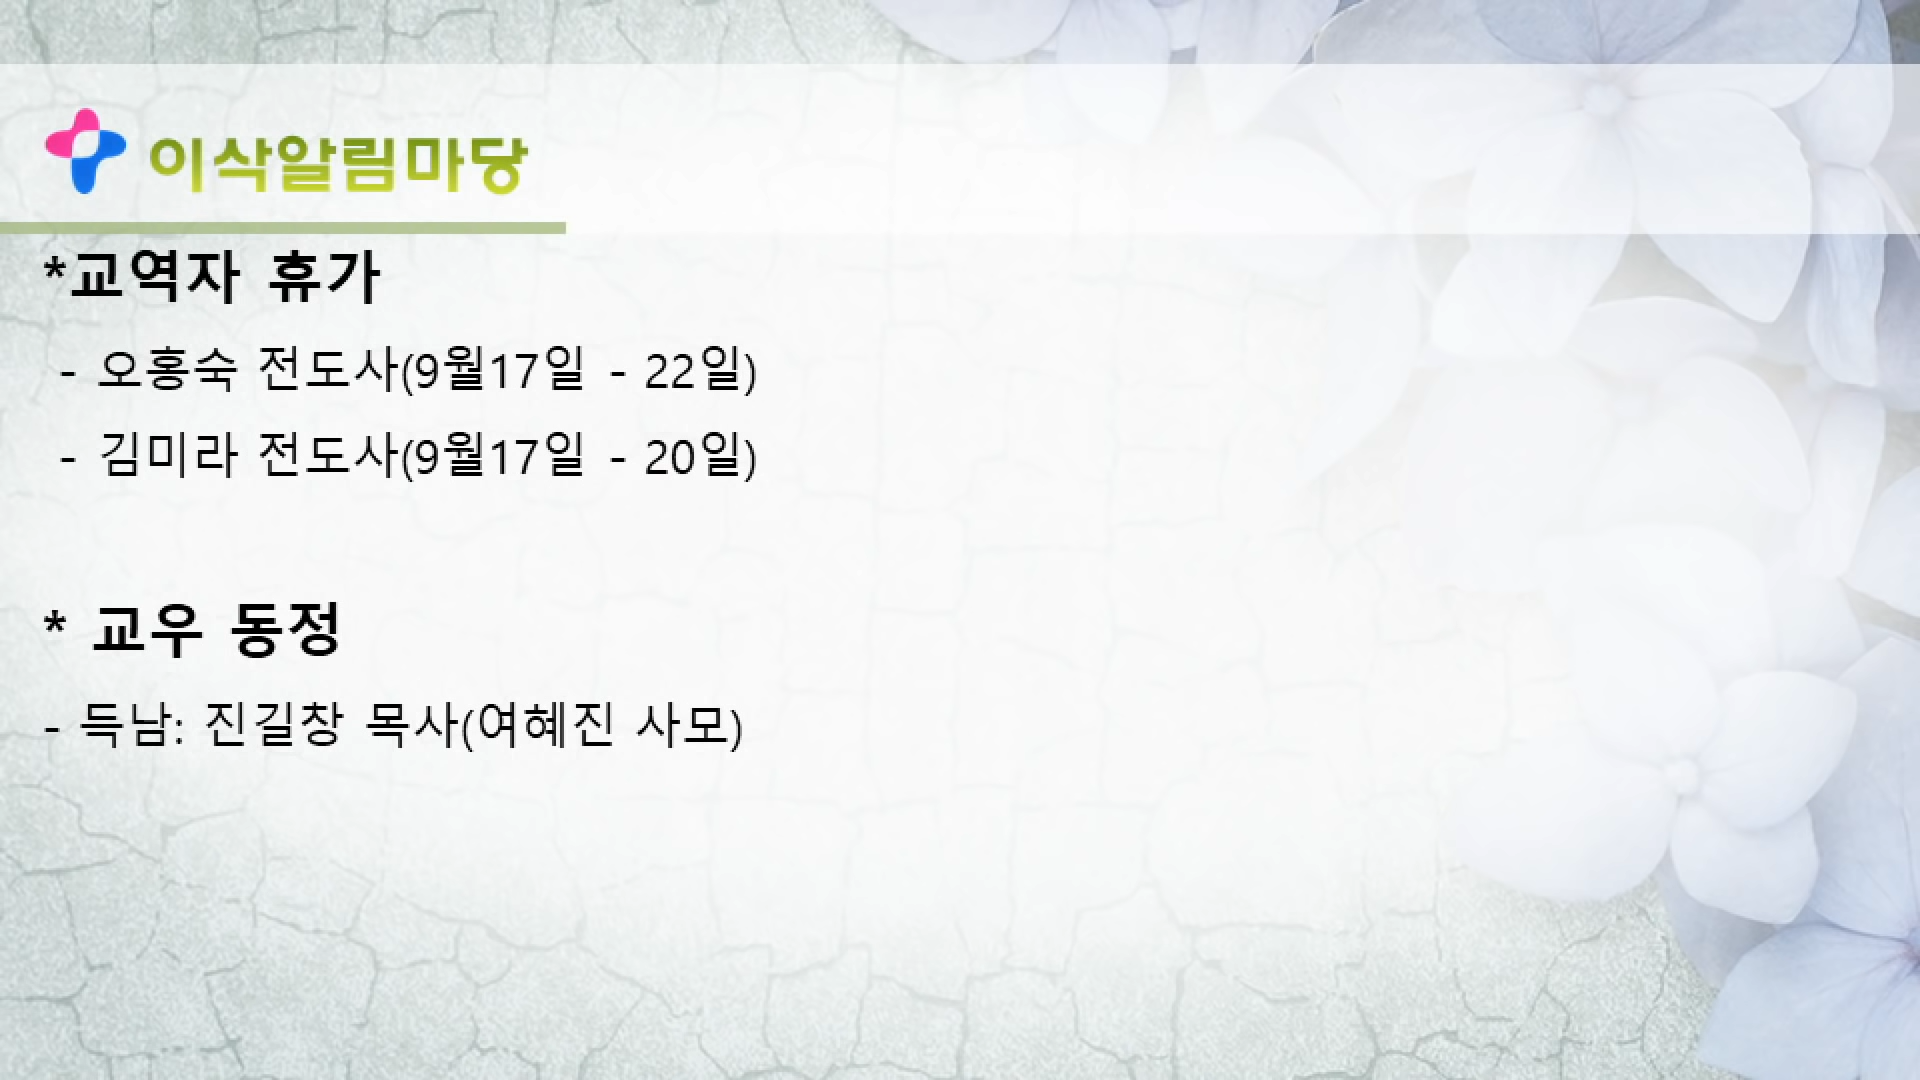 이삭알림마당
*교역자 휴가
- 오홍숙 전도사(9월17일 - 22일)
- 김미라 전도사(9월17일 - 20일)
* 교우 동정
- 득남: 진길창 목사(여혜진 사모)